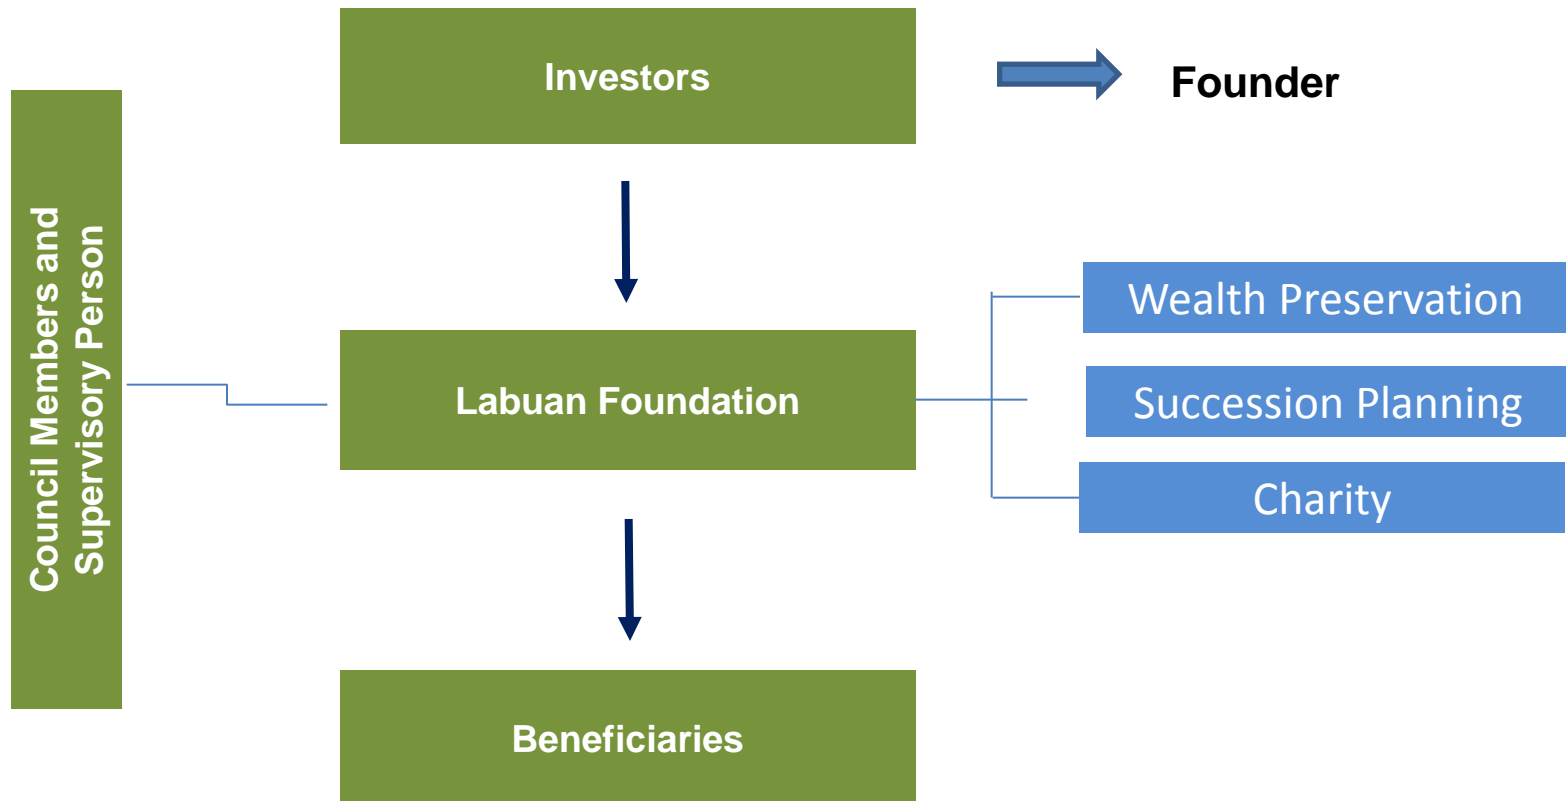 Investors
Founder
Council Members and
Supervisory Person
Wealth Preservation
Labuan Foundation
Succession Planning
Charity
Beneficiaries